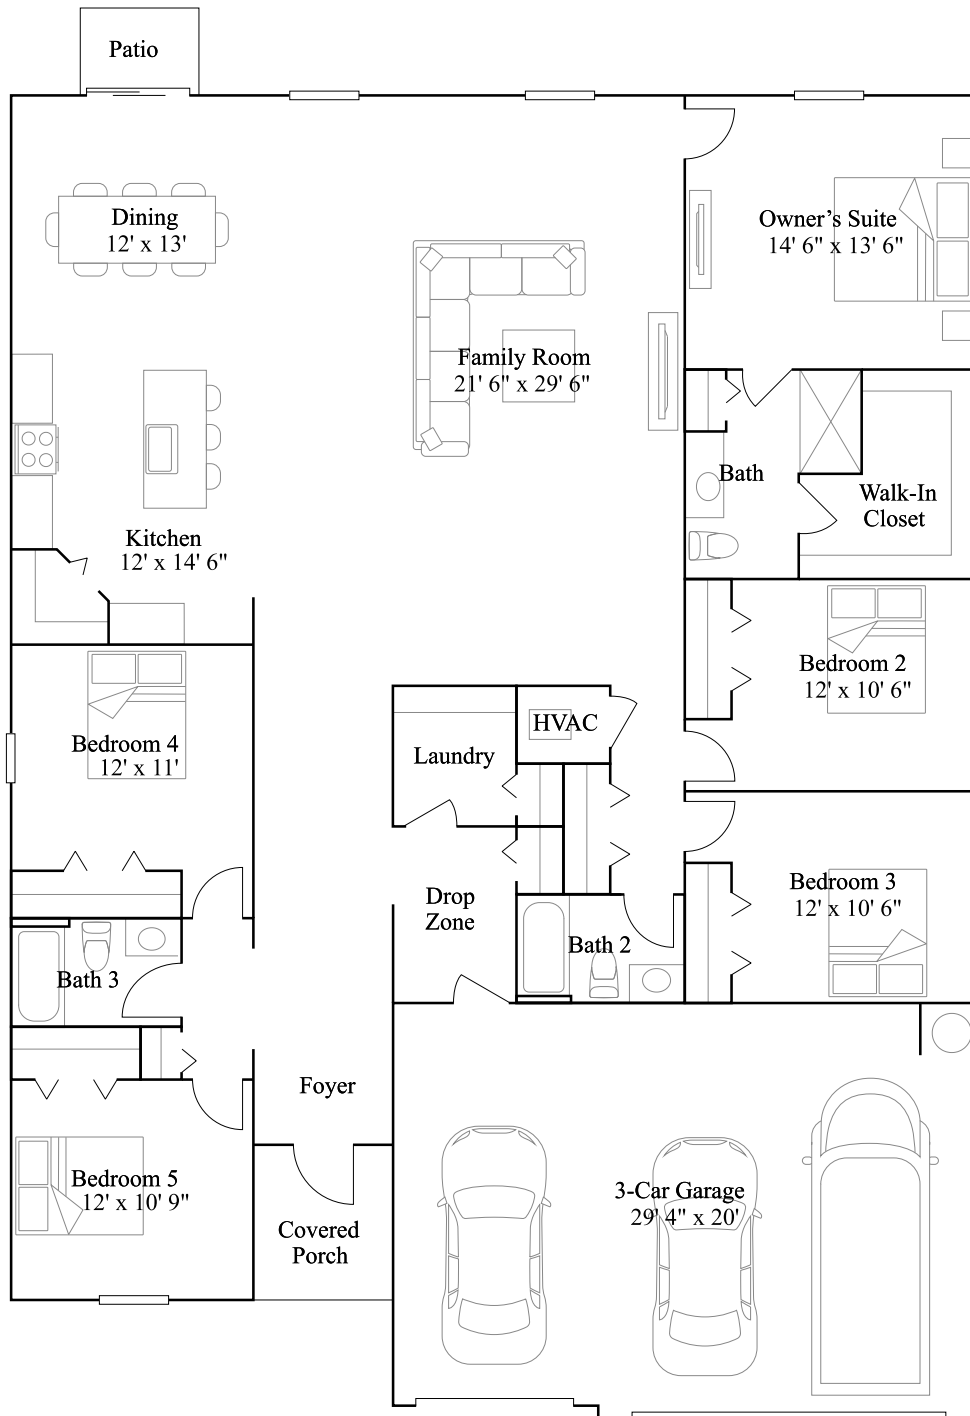 Patio
Dining
12' x 13'
Owner’s Suite
14' 6" x 13' 6"
Family Room
21' 6" x 29' 6"
Bath
Walk-In
Closet
Kitchen
12' x 14' 6"
Bedroom 2
12' x 10' 6"
Bedroom 4
12' x 11'
HVAC
Laundry
Bedroom 3
12' x 10' 6"
Drop
Zone
Bath 2
Bath 3
Foyer
Bedroom 5
12' x 10' 9"
3-Car Garage
29' 4" x 20'
Covered
Porch